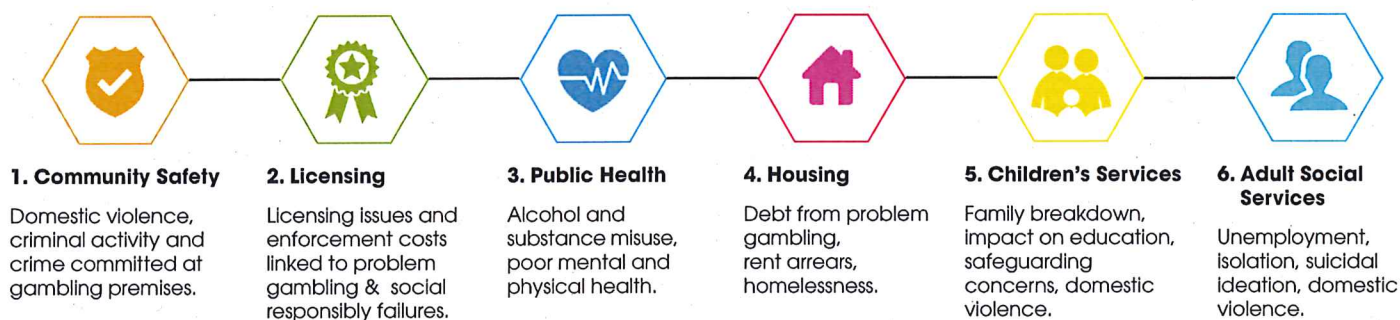 1. Community Safety
Domestic violence,
criminal activity and
crime committed at
gambling premises.
2. Licensing
Licensing issues and
enforcement costs
linked to problem
gambling & social
responsibly failures.
3. Public Health
Alcohol and
substance misuse,
poor mental and
physical health.
4. Housing
Debt from problem
gambling,
rent arrears,
homelessness.
5. Children's Services
Family breakdown,
impact on education,
safeguarding
concerns, domestic
violence.
6. Adult Social
Services
Unemployment,
isolation, suicidal
ideation, domestic
violence.